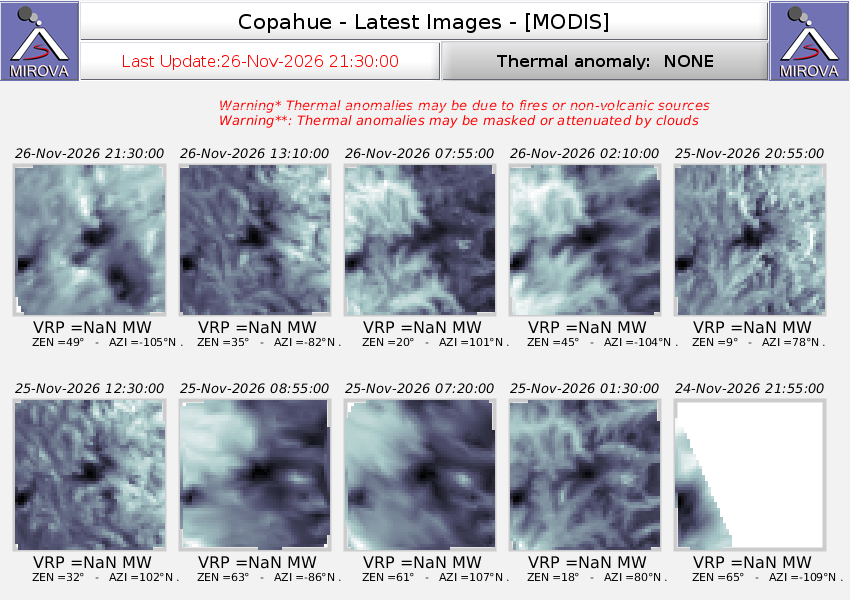 Copahue - Latest Images - [MODIS]
MIROVA
Last Update:26-Nov-2026 21:30:00
Thermal anomaly: NONE
MIROVA
Warning* Thermal anomalies may be due to fires or non-volcanic sources
Warning**: Thermal anomalies may be masked or attenuated by clouds
26-Nov-2026 21:30:00 26-Nov-2026 13:10:00 26-Nov-2026 07:55:00 26-Nov-2026 02:10:00 25-Nov-2026 20:55:00
VRP =NaN MW VRP =NaN MW VRP =NaN MW VRP =NaN MW VRP =NaN MW
ZEN =49° - AZI =-105°N . ZEN =35° - AZI =-82°N . ZEN =20° - AZI =101°N . ZEN =45° - AZI =-104°N . ZEN =9° - AZI =78°N .
25-Nov-2026 12:30:00 25-Nov-2026 08:55:00 25-Nov-2026 07:20:00 25-Nov-2026 01:30:00 24-Nov-2026 21:55:00
VRP =NaN MW VRP =NaN MW VRP =NaN MW VRP =NaN MW VRP =NaN MW
ZEN =32° - AZI =102°N . ZEN =63° - AZI =-86°N . ZEN =61° - AZI =107°N . ZEN =18° - AZI =80°N . ZEN =65° - AZI =-109°N .